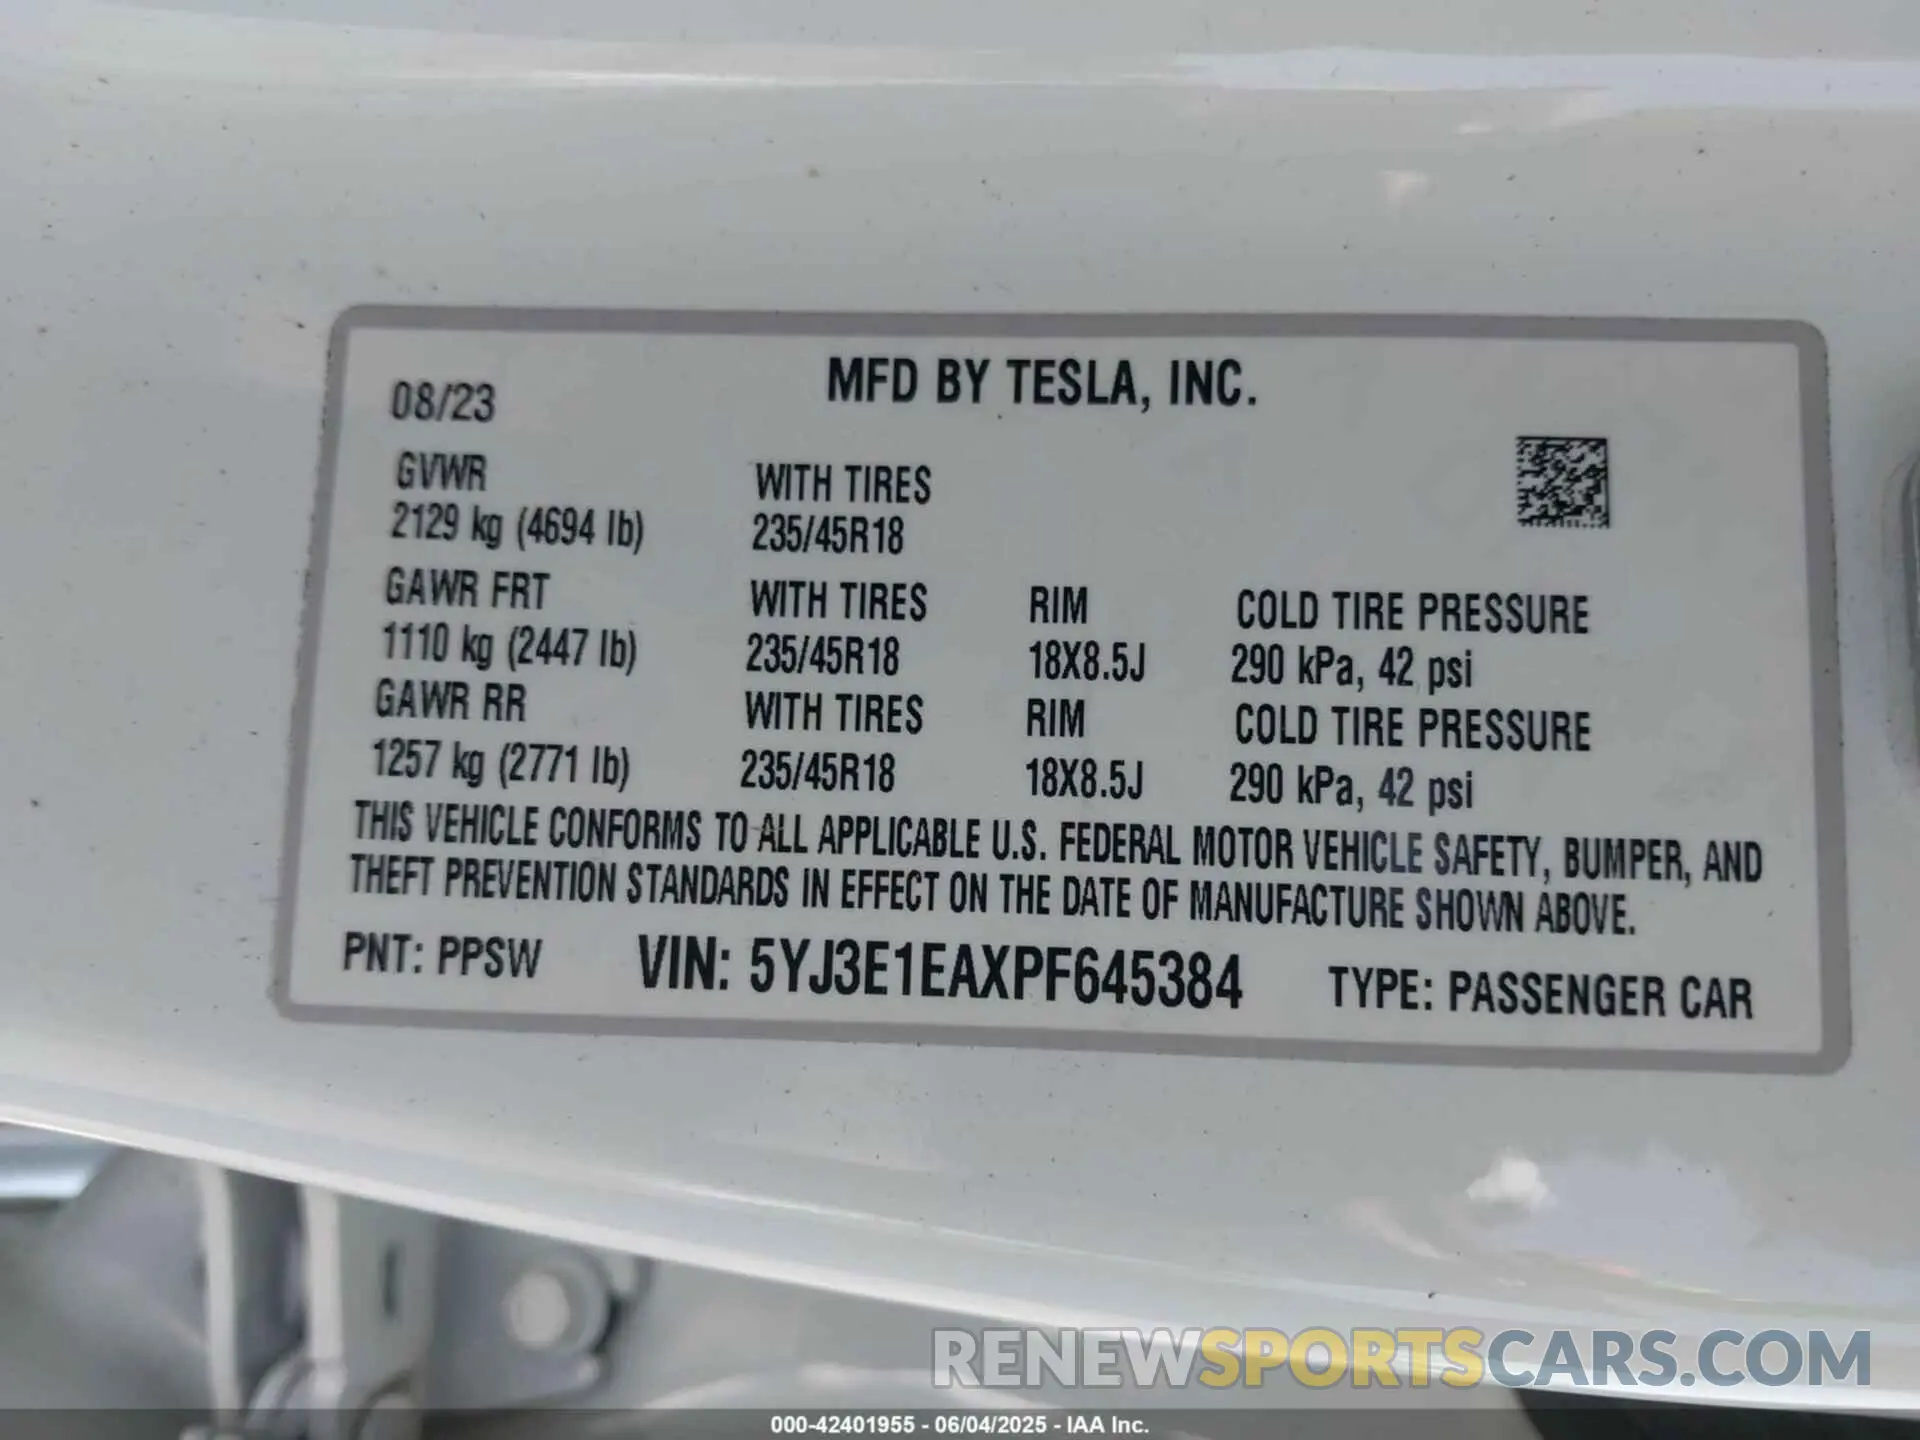 MFD BY TESLA, INC.
08/23
GVWR WITH TIRES
2129 kg (4694 lb) 235/45R18
GAWR FRT WITH TIRES RIM COLD TIRE PRESSURE
1110 kg (2447 lb) 235/45R18 18X8.5J 290 kPa, 42 psi
GAWR RR WITH TIRES RIM COLD TIRE PRESSURE
1257 kg (2771 lb) 235/45R18 18X8.5J 290 kPa, 42 psi
THIS VEHICLE CONFORMS TO ALL APPLICABLE U.S. FEDERAL MOTOR VEHICLE SAFETY, BUMPER, AND
THEFT PREVENTION STANDARDS IN EFFECT ON THE DATE OF MANUFACTURE SHOWN ABOVE.
PNT: PPSW VIN: 5YJ3E1EAXPF645384 TYPE: PASSENGER CAR
RENEWSPORTSCARS.COM
000-42401955 - 06/04/2025 - IAA Inc.